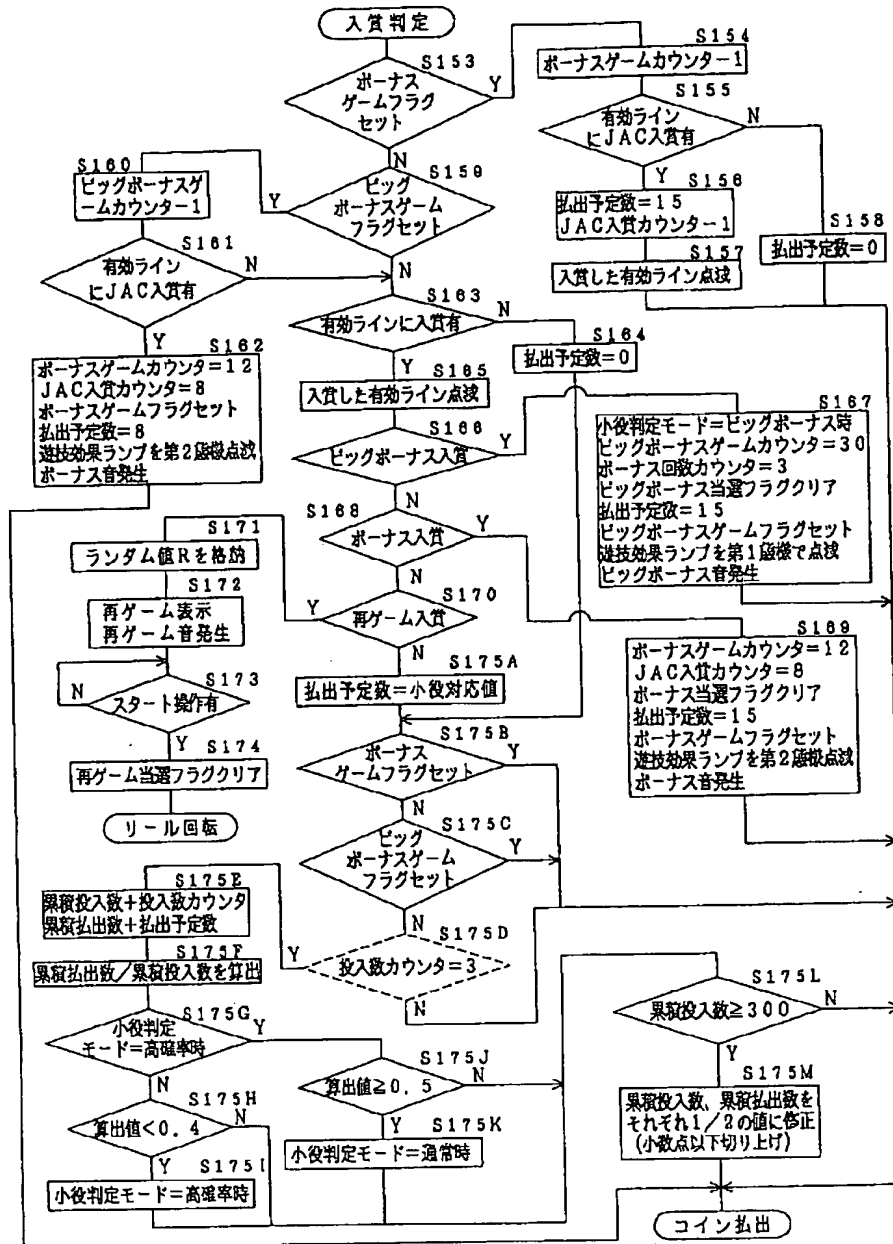 入賞判定
S153
ボーナス
ゲームフラグ
セット
Y
N
S154
ボーナスゲームカウンター1
S155
有効ライン
にJAC入賞有
N
Y
S156
払出予定数=15
JAC入賞カウンター1
S157
入賞した有効ライン点滅
S158
払出予定数=0
S159
ビッグ
ボーナスゲーム
フラグセット
Y
N
S160
ビッグボーナスゲ
ームカウンター1
S161
有効ライン
にJAC入賞有
N
Y
S162
ボーナスゲームカウンタ=12
JAC入賞カウンタ=8
ボーナスゲームフラグセット
払出予定数=8
遊技効果ランプを第2態様点滅
ボーナス音発生
S163
有効ラインに入賞有
N
Y
S164
払出予定数=0
S165
入賞した有効ライン点滅
S166
ビッグボーナス入賞
Y
N
S167
小役判定モード=ビッグボーナス時
ビッグボーナスゲームカウンタ=30
ボーナス回数カウンタ=3
ビッグボーナス当選フラグクリア
払出予定数=15
ビッグボーナスゲームフラグセット
遊技効果ランプを第1態様で点滅
ビッグボーナス音発生
S168
ボーナス入賞
Y
N
S169
ボーナスゲームカウンタ=12
JAC入賞カウンタ=8
ボーナス当選フラグクリア
払出予定数=15
ボーナスゲームフラグセット
遊技効果ランプを第2態様点滅
ボーナス音発生
S170
再ゲーム入賞
Y
N
S171
ランダム値Rを格納
S172
再ゲーム表示
再ゲーム音発生
S173
スタート操作有
N
Y
S174
再ゲーム当選フラグクリア
リール回転
S175A
払出予定数=小役対応値
S175B
ボーナス
ゲームフラグセット
Y
N
S175C
ビッグ
ボーナスゲーム
フラグセット
Y
N
S175D
投入数カウンタ=3
Y
N
S175E
累積投入数+投入数カウンタ
累積払出数+払出予定数
S175F
累積払出数/累積投入数を算出
S175G
小役判定
モード=高確率時
Y
N
S175H
算出値<0.4
N
Y
S175I
小役判定モード=高確率時
S175J
算出値≧0.5
N
Y
S175K
小役判定モード=通常時
S175L
累積投入数≧300
N
Y
S175M
累積投入数、累積払出数を
それぞれ1/2の値に修正
(小数点以下切り上げ)
コイン払出